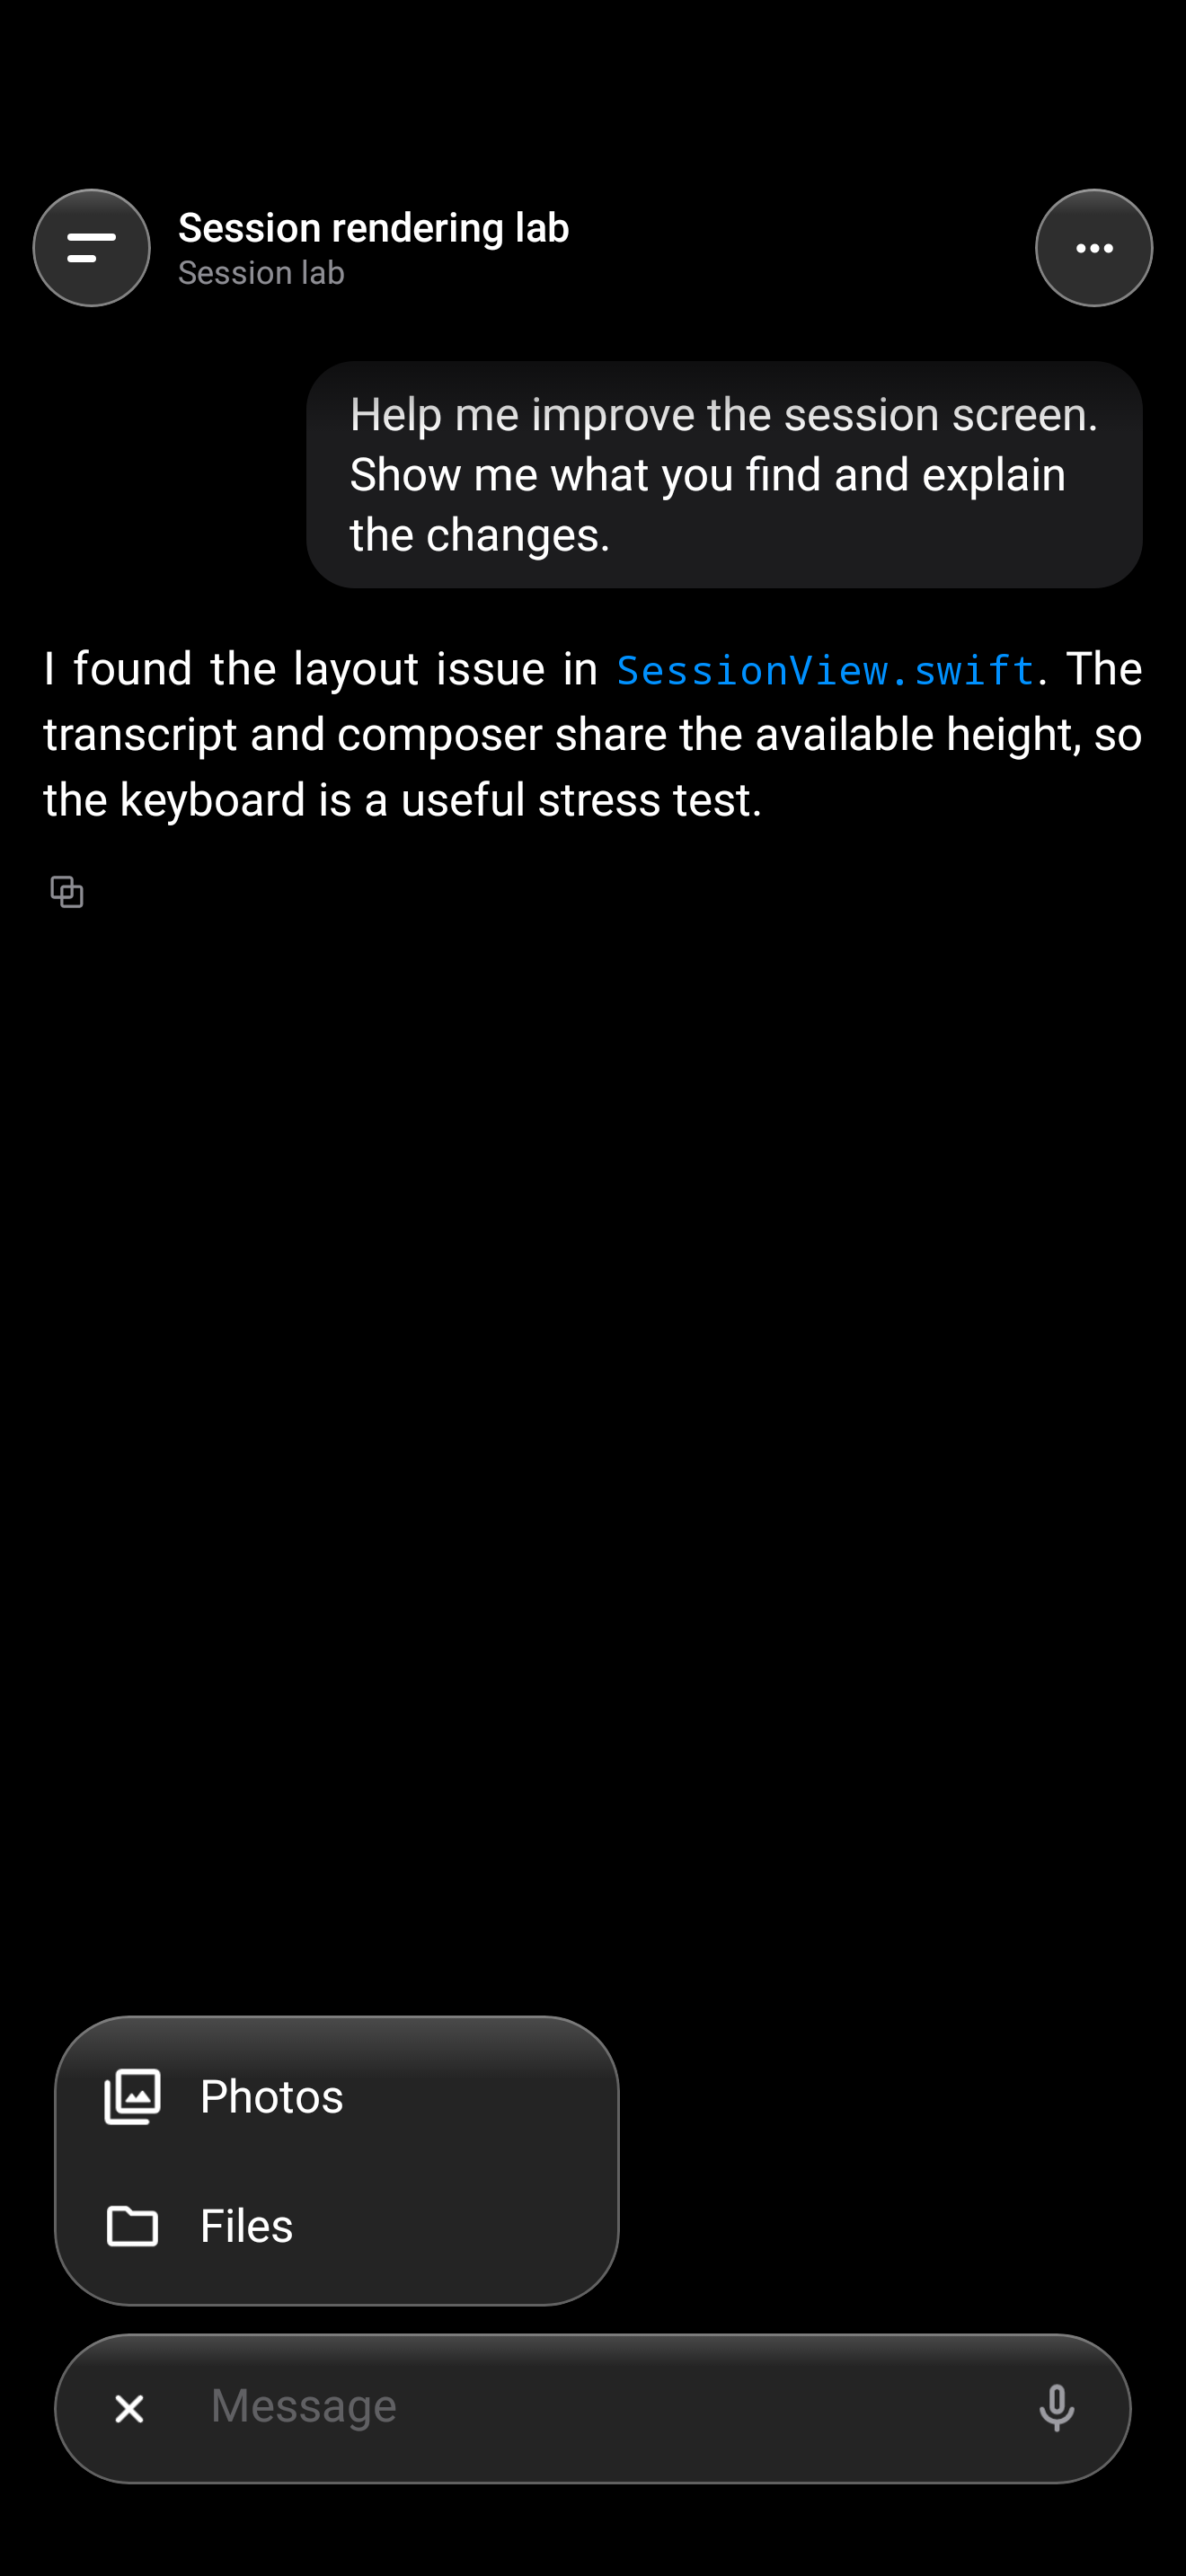 Session rendering lab
Session lab
Help me improve the session screen.
Show me what you find and explain
the changes.
I found the layout issue in SessionView.swift. The
transcript and composer share the available height, so
the keyboard is a useful stress test.
Photos
Files
Message